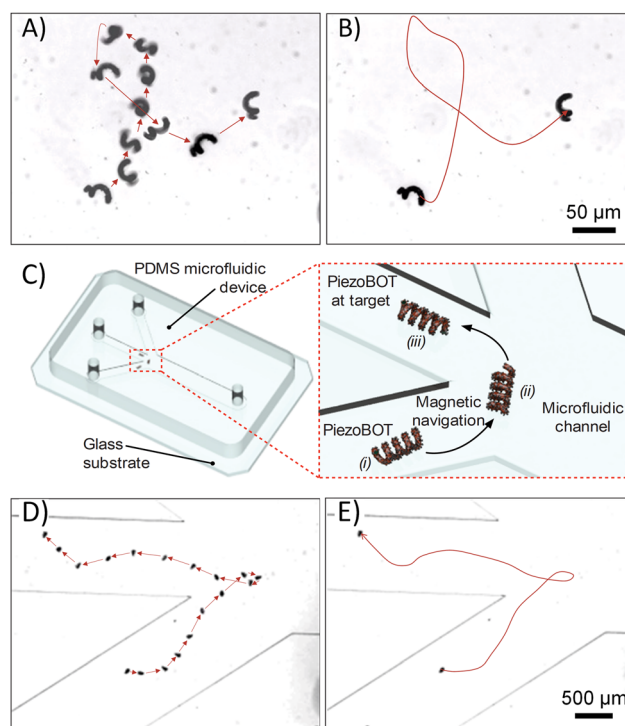 A)
B)
50 µm
C)
PDMS microfluidic
device
Glass
substrate
PiezoBOT
at target
(iii)
(ii)
Magnetic
navigation
Microfluidic
channel
PiezoBOT
(i)
D)
E)
500 µm